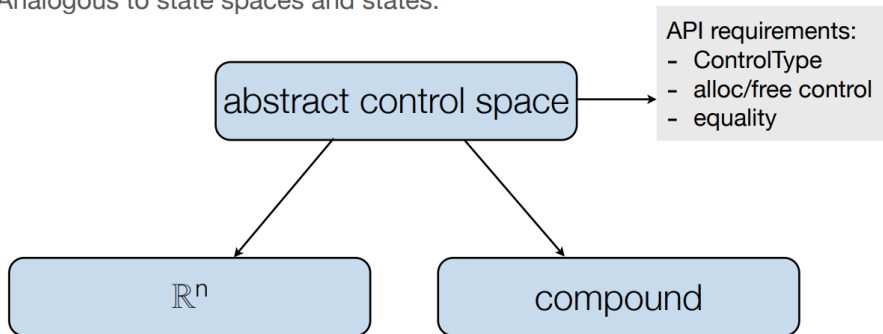 Analogous to state spaces and states.
API requirements:
- ControlType
- alloc/free control
- equality
abstract control space
ℝⁿ
compound